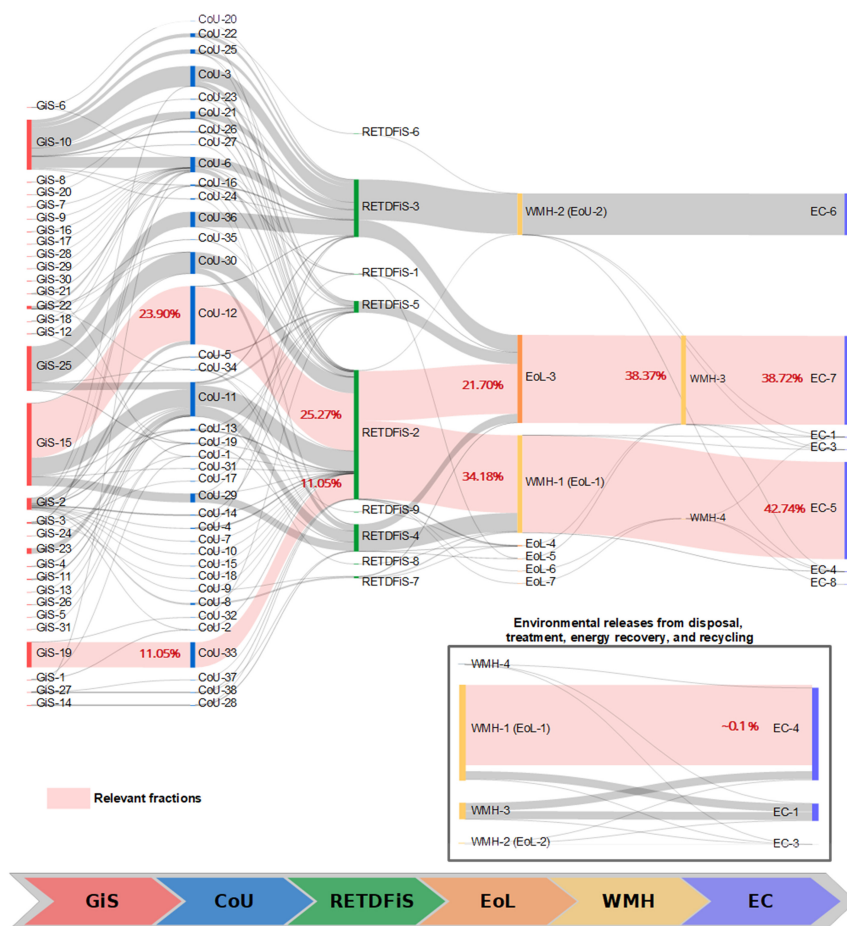 CoU-20
CoU-22
CoU-25
CoU-3
CoU-23
GiS-6
CoU-21
CoU-26
RETDFiS-6
GiS-10
CoU-27
CoU-6
GiS-8
CoU-16
GiS-20
CoU-24
GiS-7
RETDFiS-3
WMH-2 (EoU-2)
EC-6
GiS-9
CoU-36
GiS-16
GiS-17
CoU-35
GiS-28
CoU-30
GiS-29
RETDFiS-1
GiS-30
GiS-21
GiS-22
RETDFiS-5
23.90%
CoU-12
GiS-18
GiS-12
CoU-5
GiS-25
CoU-34
EoL-3
38.37%
WMH-3
38.72%
EC-7
21.70%
CoU-11
25.27%
CoU-13
RETDFiS-2
EC-1
GiS-15
CoU-19
EC-3
CoU-1
CoU-31
11.05%
34.18%
WMH-1 (EoL-1)
CoU-17
CoU-29
GiS-2
EC-5
42.74%
CoU-14
RETDFiS-9
WMH-4
GiS-3
CoU-4
GiS-24
CoU-7
RETDFiS-4
GiS-23
CoU-10
EoL-4
EoL-5
GiS-4
CoU-15
RETDFiS-8
EoL-6
EC-4
GiS-11
CoU-18
RETDFiS-7
EoL-7
EC-8
GiS-13
CoU-9
GiS-26
CoU-8
GiS-5
CoU-32
GiS-31
CoU-2
GiS-19
11.05%
CoU-33
GiS-1
CoU-37
GiS-27
CoU-38
GiS-14
CoU-28
Environmental releases from disposal,
treatment, energy recovery, and recycling
WMH-4
WMH-1 (EoL-1)
~0.1%
EC-4
WMH-3
EC-1
WMH-2 (EoL-2)
EC-3
Relevant fractions
GiS
CoU
RETDFiS
EoL
WMH
EC